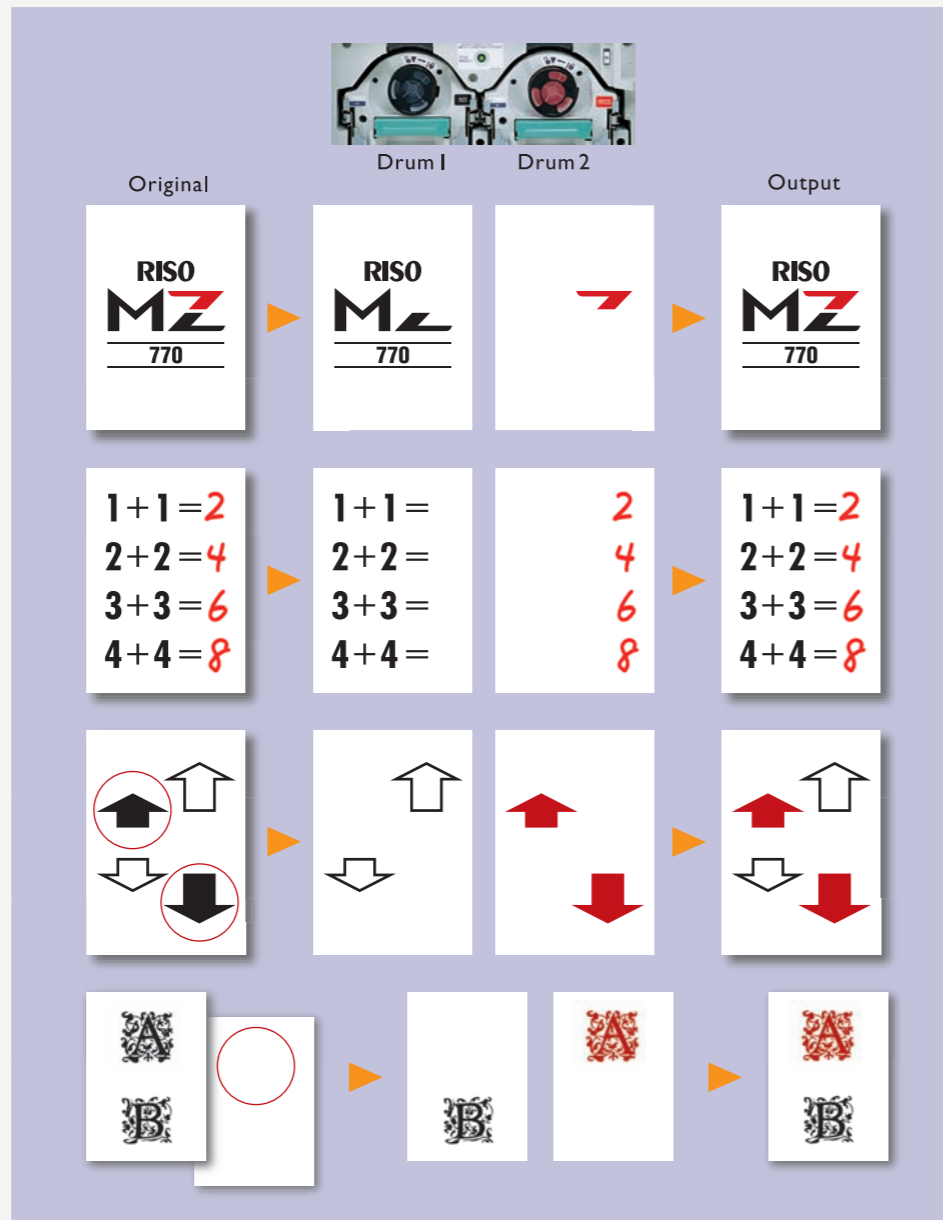 Drum 1 Drum 2
Original Output
RISO RISO RISO
MZ M MZ
770 770 770
1+1=2 1+1= 2 1+1=2
2+2=4 2+2= 4 2+2=4
3+3=6 3+3= 6 3+3=6
4+4=8 4+4= 8 4+4=8
A A A
B B B